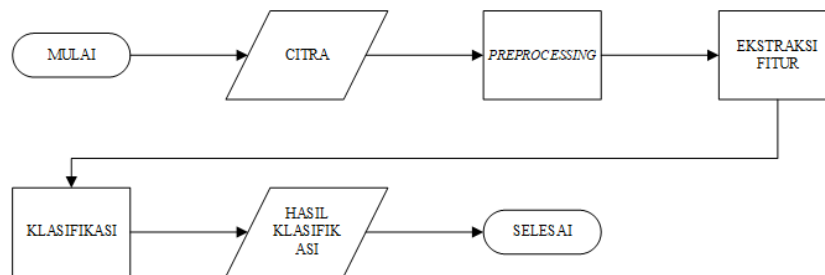 MULAI
CITRA
PREPROCESSING
EKSTRAKSI
FITUR
KLASIFIKASI
HASIL
KLASIFIK
ASI
SELESAI